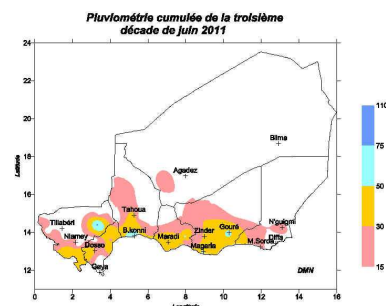 Pluviométrie cumulée de la troisième
décade de juin 2011
24
22
20
18
16
14
12
0 2 4 6 8 10 12 14 16
Latitude
Longitude
Bilma
Agadez
Tahoua
Tillabéri
Niamey
Dosso
B.konni
Maradi
Zinder
Gouré
N'guigmi
Diffa
M.Soroa
Magaria
Gaya
DMN
110
75
50
30
15